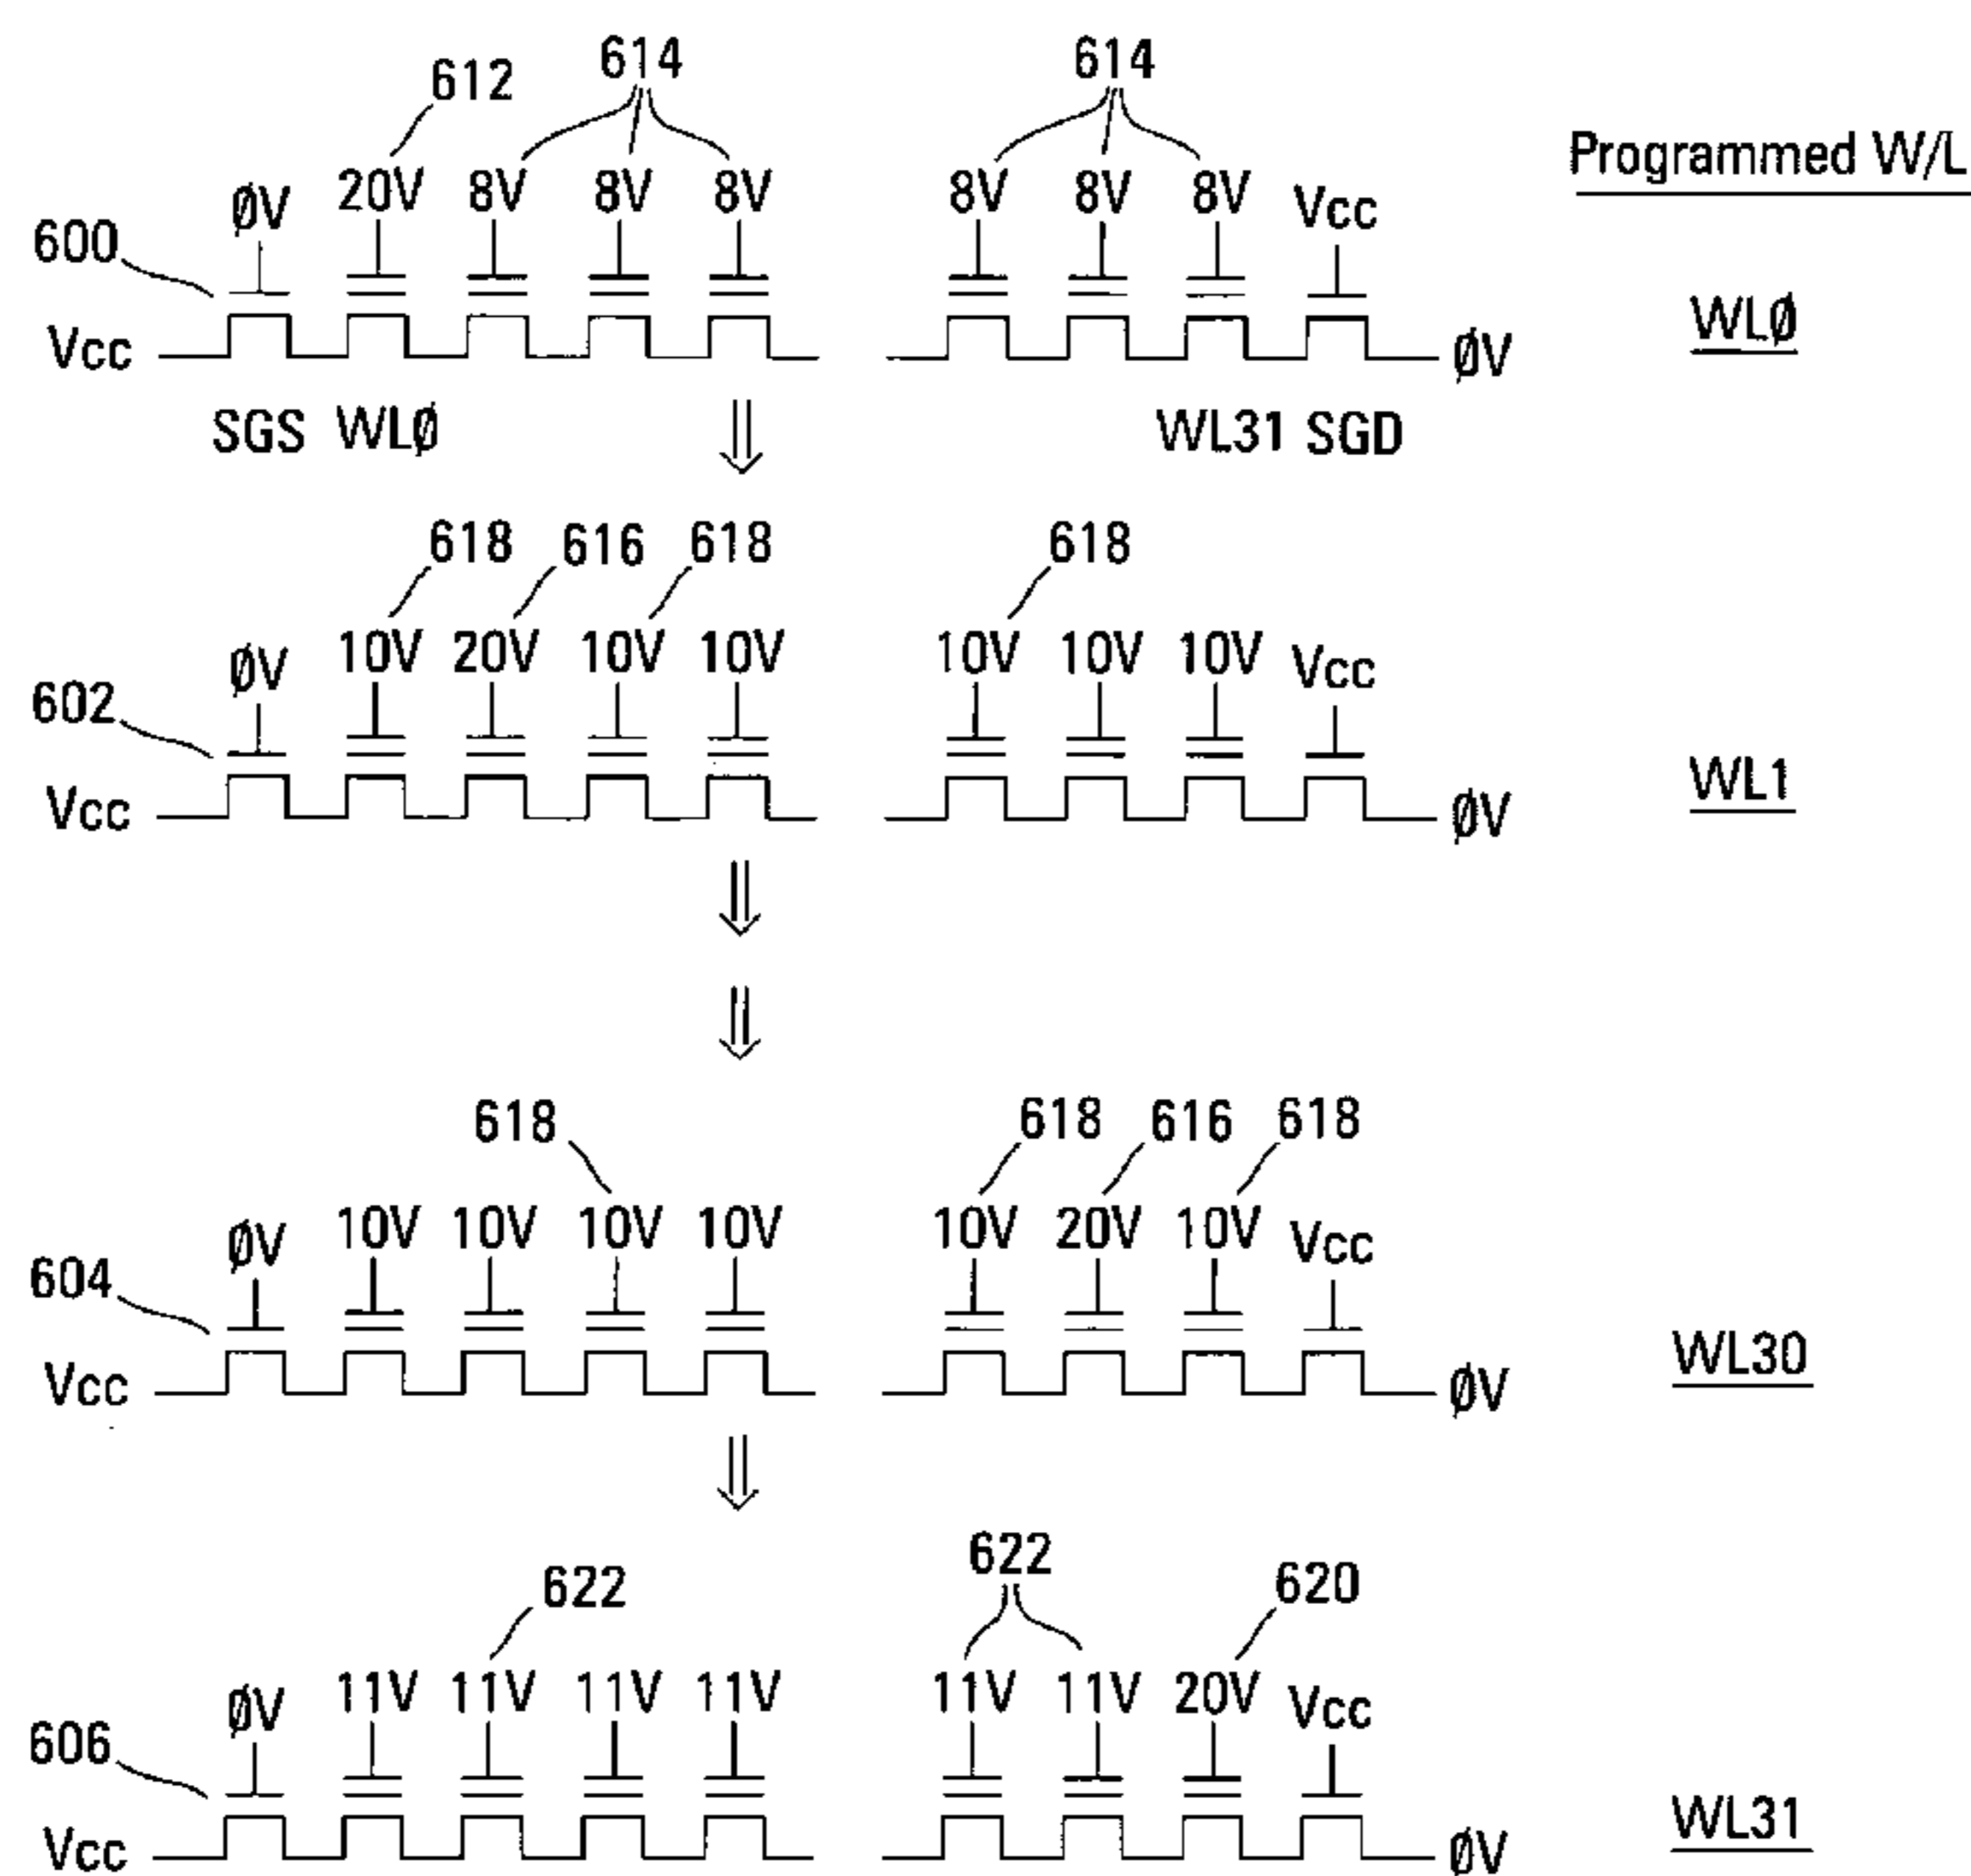 612 614 614
Programmed W/L
ØV 20V 8V 8V 8V 8V 8V 8V Vcc
600
Vcc ØV WLØ
SGS WLØ WL31 SGD
618 616 618 618
ØV 10V 20V 10V 10V 10V 10V 10V Vcc
602
Vcc ØV WL1
618 618 616 618
ØV 10V 10V 10V 10V 10V 20V 10V Vcc
604
Vcc ØV WL30
622 622 620
ØV 11V 11V 11V 11V 11V 11V 20V Vcc
606
Vcc ØV WL31